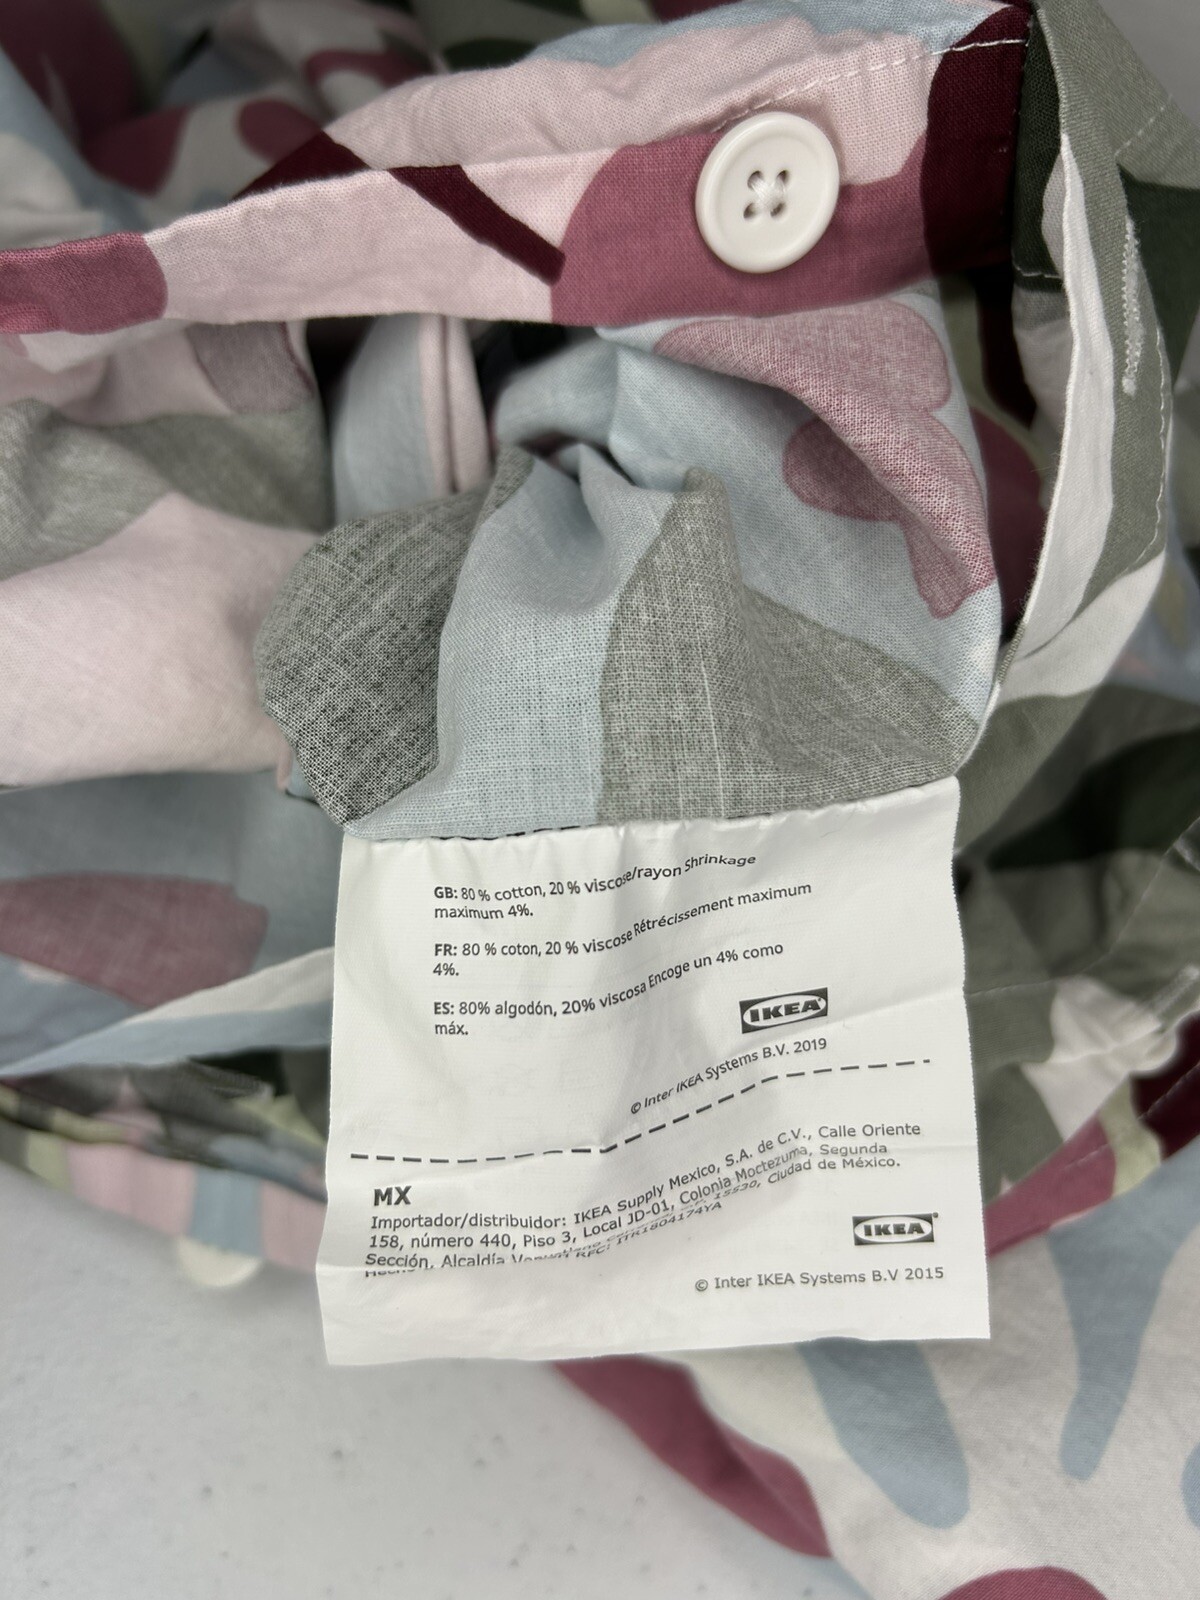 GB: 80 % cotton, 20 % viscose/rayon Shrinkage
maximum 4%.
FR: 80 % coton, 20 % viscose Rétrécissement maximum
4%.
ES: 80% algodón, 20% viscosa Encoge un 4% como
máx.
IKEA®
© Inter IKEA Systems B.V. 2019
MX
Importador/distribuidor: IKEA Supply Mexico, S.A. de C.V., Calle Oriente
158, número 440, Piso 3, Local JD-01, Colonia Moctezuma, Segunda
Sección, Alcaldía 15530, Ciudad de México.
RFC:
IKEA®
© Inter IKEA Systems B.V 2015